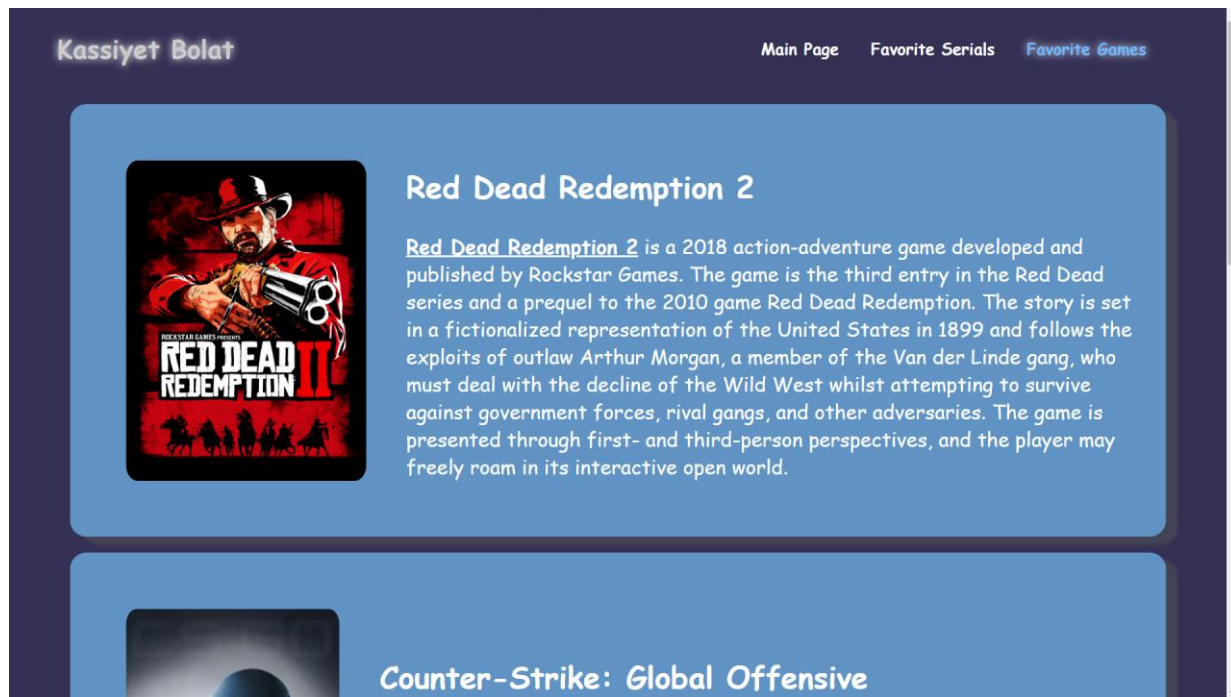 Kassiyet Bolat
Main Page Favorite Serials Favorite Games
ROCKSTAR GAMES PRESENTS
RED DEAD
REDEMPTION II
Red Dead Redemption 2
Red Dead Redemption 2 is a 2018 action-adventure game developed and
published by Rockstar Games. The game is the third entry in the Red Dead
series and a prequel to the 2010 game Red Dead Redemption. The story is set
in a fictionalized representation of the United States in 1899 and follows the
exploits of outlaw Arthur Morgan, a member of the Van der Linde gang, who
must deal with the decline of the Wild West whilst attempting to survive
against government forces, rival gangs, and other adversaries. The game is
presented through first- and third-person perspectives, and the player may
freely roam in its interactive open world.
CSIGO
Counter-Strike: Global Offensive